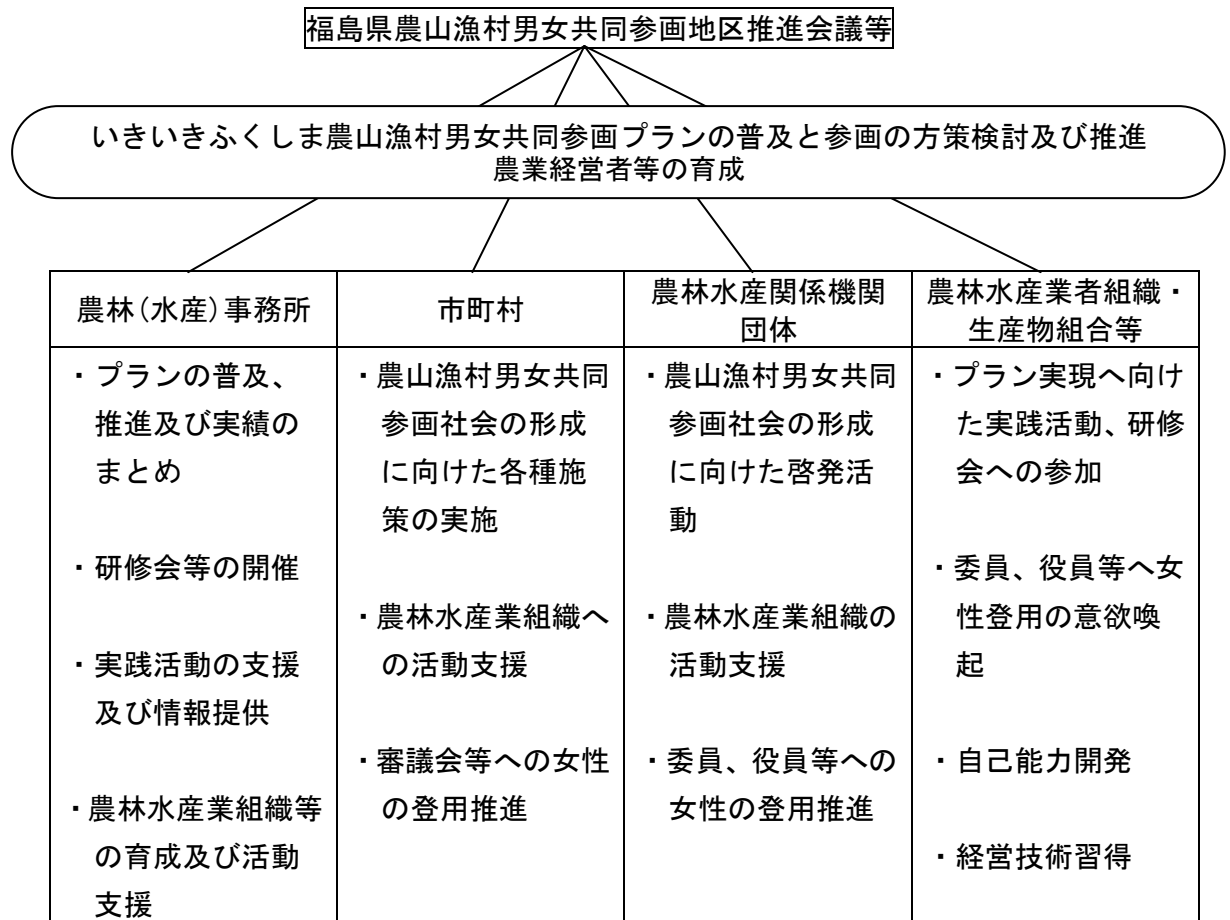 福島県農山漁村男女共同参画地区推進会議等
いきいきふくしま農山漁村男女共同参画プランの普及と参画の方策検討及び推進
農業経営者等の育成
農林(水産)事務所
・プランの普及、
推進及び実績の
まとめ
・研修会等の開催
・実践活動の支援
及び情報提供
・農林水産業組織等
の育成及び活動
支援
市町村
・農山漁村男女共同
参画社会の形成
に向けた各種施
策の実施
・農林水産業組織へ
の活動支援
・審議会等への女性
の登用推進
農林水産関係機関
団体
・農山漁村男女共同
参画社会の形成
に向けた啓発活
動
・農林水産業組織の
活動支援
・委員、役員等への
女性の登用推進
農林水産業者組織・
生産物組合等
・プラン実現へ向け
た実践活動、研修
会への参加
・委員、役員等へ女
性登用の意欲喚
起
・自己能力開発
・経営技術習得